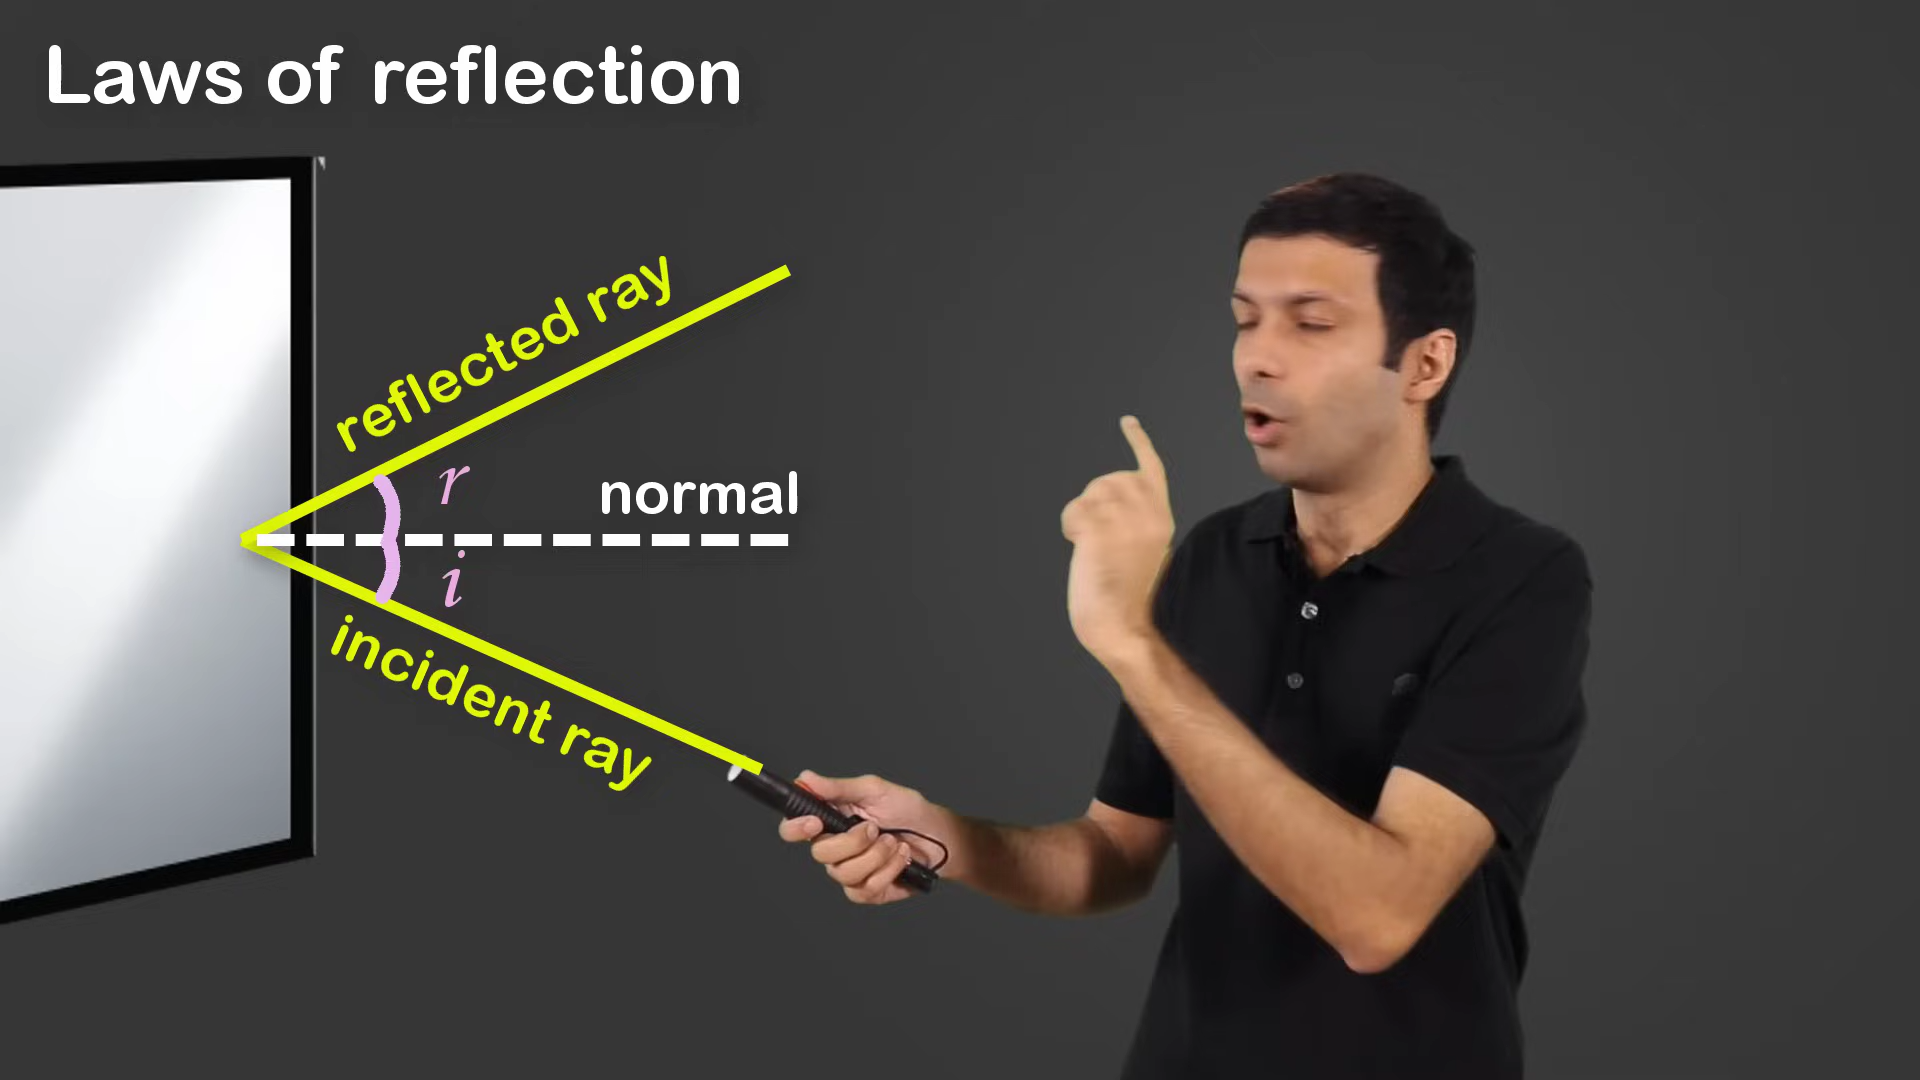 Laws of reflection
reflected ray
r
normal
i
incident ray